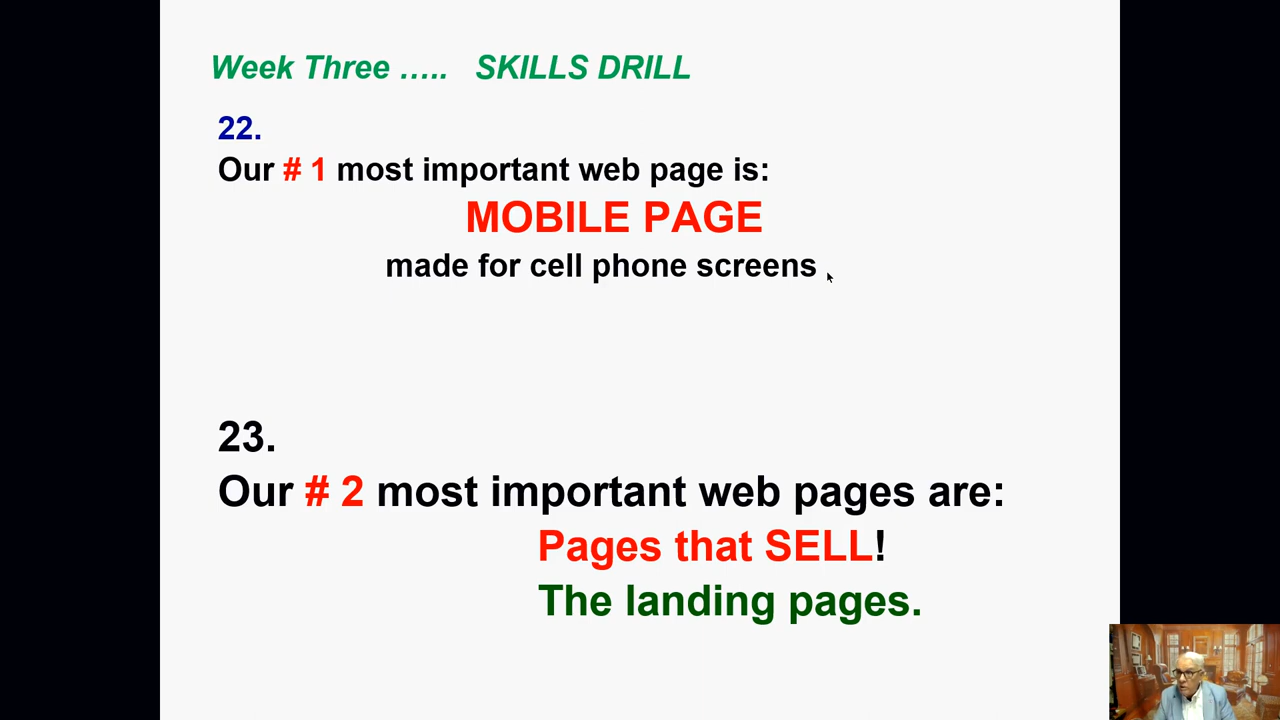 Week Three ….. SKILLS DRILL
22.
Our # 1 most important web page is:
MOBILE PAGE
made for cell phone screens
23.
Our # 2 most important web pages are:
Pages that SELL!
The landing pages.